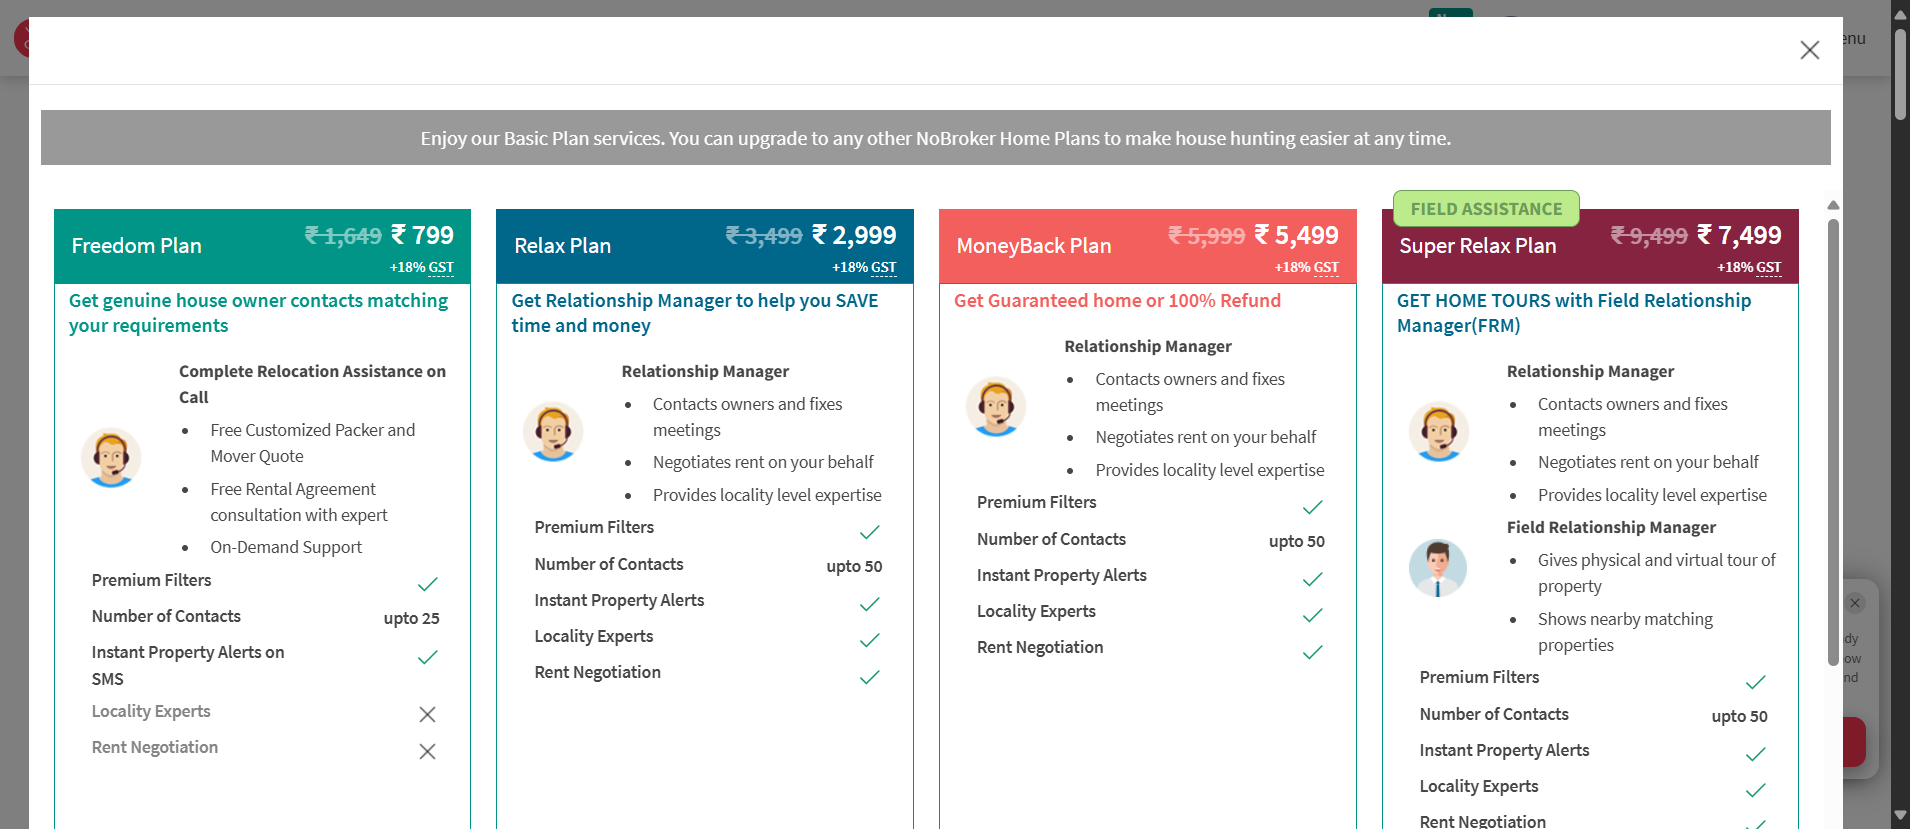 enu
Enjoy our Basic Plan services. You can upgrade to any other NoBroker Home Plans to make house hunting easier at any time.
Freedom Plan
₹ 1,649 ₹ 799
+18% GST
Get genuine house owner contacts matching
your requirements
Complete Relocation Assistance on
Call
• Free Customized Packer and
Mover Quote
• Free Rental Agreement
consultation with expert
• On-Demand Support
Premium Filters
Number of Contacts upto 25
Instant Property Alerts on
SMS
Locality Experts
Rent Negotiation
Relax Plan
₹ 3,499 ₹ 2,999
+18% GST
Get Relationship Manager to help you SAVE
time and money
Relationship Manager
• Contacts owners and fixes
meetings
• Negotiates rent on your behalf
• Provides locality level expertise
Premium Filters
Number of Contacts upto 50
Instant Property Alerts
Locality Experts
Rent Negotiation
MoneyBack Plan
₹ 5,999 ₹ 5,499
+18% GST
Get Guaranteed home or 100% Refund
Relationship Manager
• Contacts owners and fixes
meetings
• Negotiates rent on your behalf
• Provides locality level expertise
Premium Filters
Number of Contacts upto 50
Instant Property Alerts
Locality Experts
Rent Negotiation
FIELD ASSISTANCE
Super Relax Plan
₹ 9,499 ₹ 7,499
+18% GST
GET HOME TOURS with Field Relationship
Manager(FRM)
Relationship Manager
• Contacts owners and fixes
meetings
• Negotiates rent on your behalf
• Provides locality level expertise
Field Relationship Manager
• Gives physical and virtual tour of
property
• Shows nearby matching
properties
Premium Filters
Number of Contacts upto 50
Instant Property Alerts
Locality Experts
Rent Negotiation
dy
ow
nd